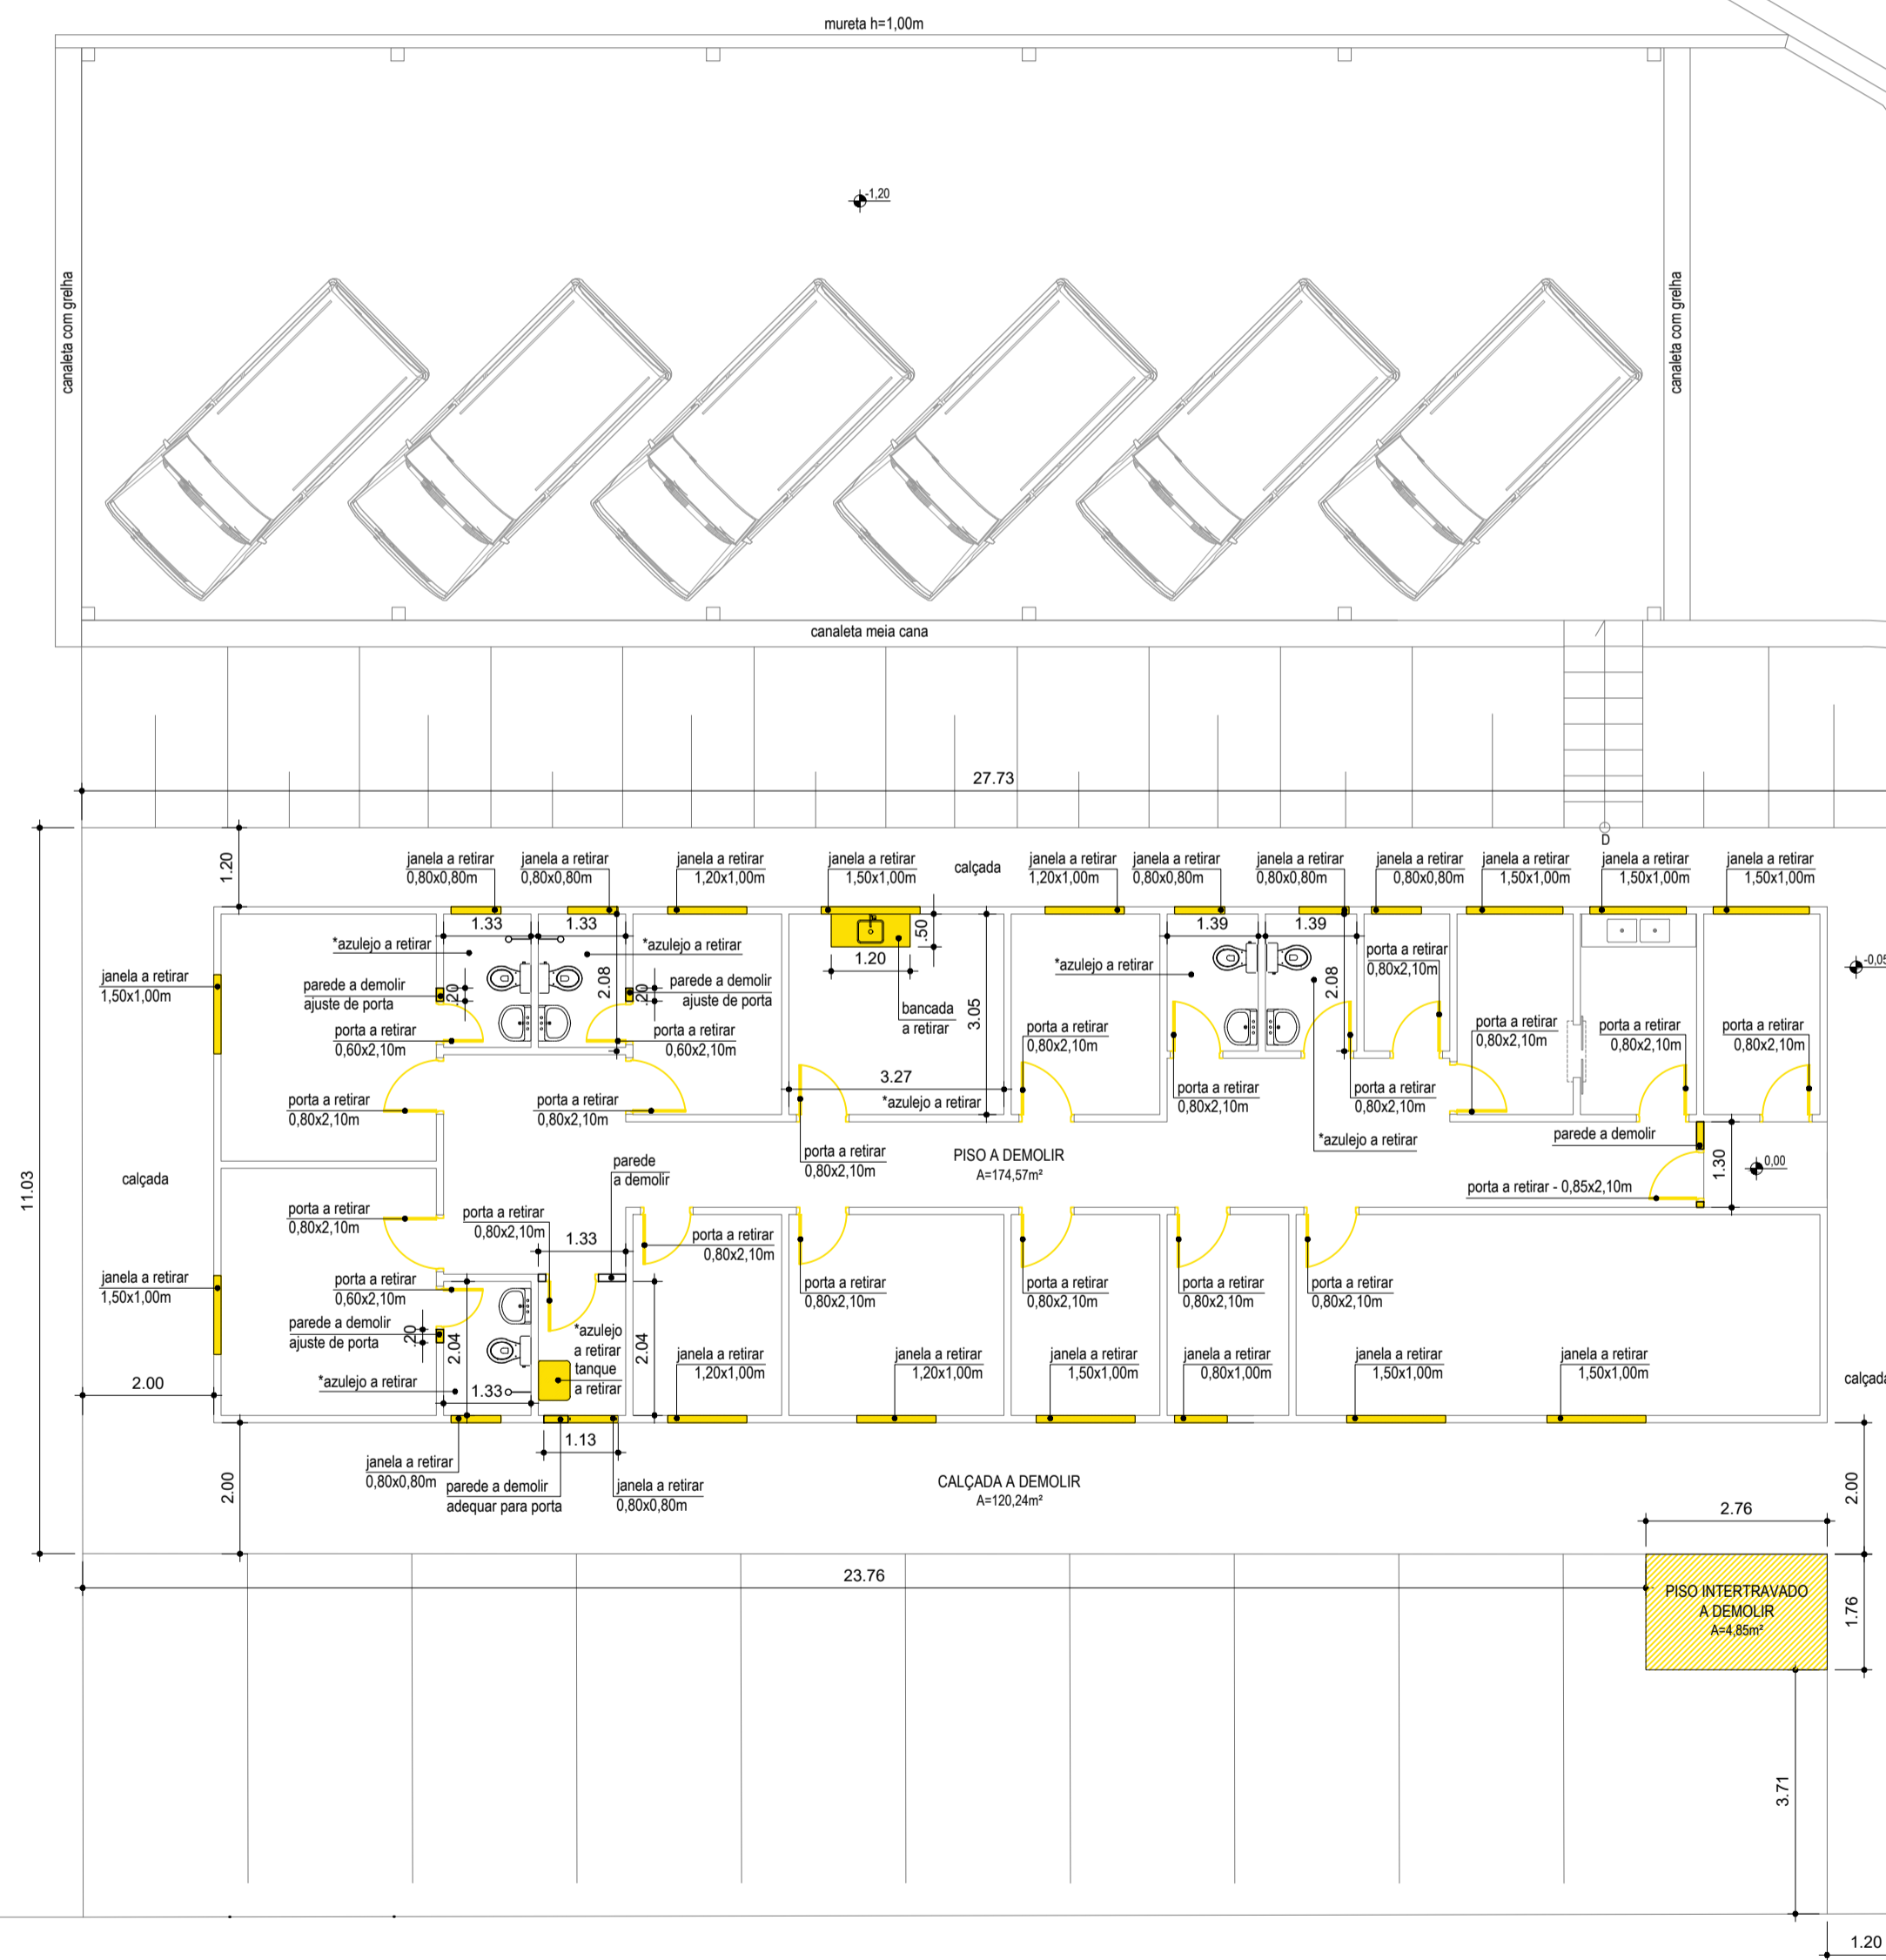 mureta h=1,00m
-1,20
canaleta com grelha
canaleta com grelha
canaleta meia cana
27.73
D
1.20
janela a retirar
0,80x0,80m
janela a retirar
0,80x0,80m
janela a retirar
1,20x1,00m
janela a retirar
1,50x1,00m
calçada
janela a retirar
1,20x1,00m
janela a retirar
0,80x0,80m
janela a retirar
0,80x0,80m
janela a retirar
0,80x0,80m
janela a retirar
1,50x1,00m
janela a retirar
1,50x1,00m
janela a retirar
1,50x1,00m
1.33
1.33
.50
1.39
1.39
*azulejo a retirar
*azulejo a retirar
1.20
*azulejo a retirar
porta a retirar
0,80x2,10m
-0,05
janela a retirar
1,50x1,00m
parede a demolir
ajuste de porta
.20
2.08
.20
parede a demolir
ajuste de porta
bancada
a retirar
3.05
2.08
porta a retirar
0,60x2,10m
porta a retirar
0,60x2,10m
porta a retirar
0,80x2,10m
porta a retirar
0,80x2,10m
porta a retirar
0,80x2,10m
porta a retirar
0,80x2,10m
3.27
*azulejo a retirar
porta a retirar
0,80x2,10m
porta a retirar
0,80x2,10m
porta a retirar
0,80x2,10m
porta a retirar
0,80x2,10m
*azulejo a retirar
parede a demolir
11.03
calçada
parede
a demolir
porta a retirar
0,80x2,10m
PISO A DEMOLIR
A=174,57m²
1.30
0,00
porta a retirar - 0,85x2,10m
porta a retirar
0,80x2,10m
porta a retirar
0,80x2,10m
1.33
porta a retirar
0,80x2,10m
janela a retirar
1,50x1,00m
porta a retirar
0,60x2,10m
porta a retirar
0,80x2,10m
porta a retirar
0,80x2,10m
porta a retirar
0,80x2,10m
porta a retirar
0,80x2,10m
parede a demolir
ajuste de porta
.20
2.04
*azulejo
a retirar
tanque
a retirar
2.04
janela a retirar
1,20x1,00m
janela a retirar
1,20x1,00m
janela a retirar
1,50x1,00m
janela a retirar
0,80x1,00m
janela a retirar
1,50x1,00m
janela a retirar
1,50x1,00m
calçada
2.00
*azulejo a retirar
1.33
1.13
2.00
janela a retirar
0,80x0,80m
parede a demolir
adequar para porta
janela a retirar
0,80x0,80m
CALÇADA A DEMOLIR
A=120,24m²
2.00
2.76
23.76
PISO INTERTRAVADO
A DEMOLIR
A=4,85m²
1.76
3.71
1.20